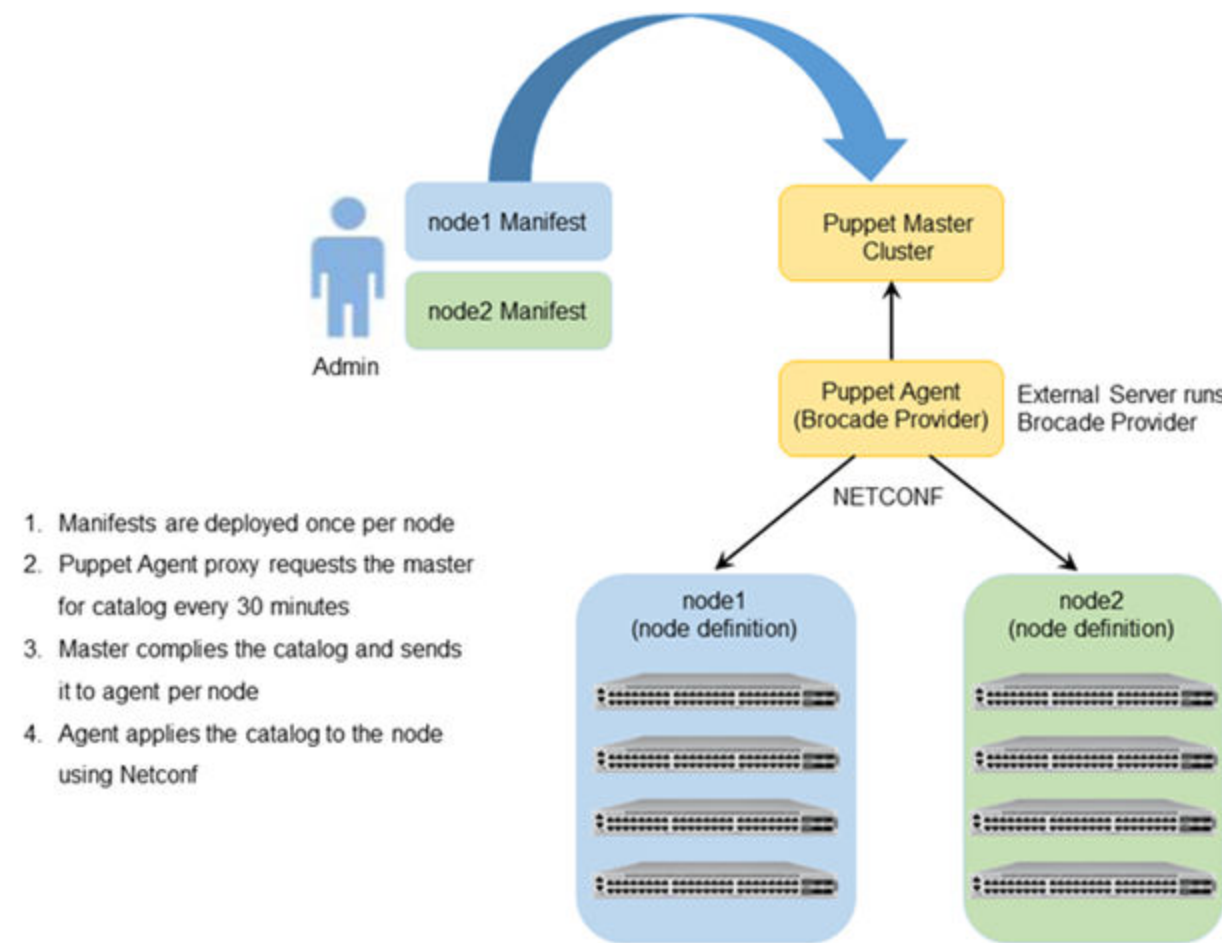 node1 Manifest
node2 Manifest
Admin
Puppet Master
Cluster
Puppet Agent
(Brocade Provider)
External Server runs
Brocade Provider
NETCONF
1. Manifests are deployed once per node
2. Puppet Agent proxy requests the master
for catalog every 30 minutes
3. Master complies the catalog and sends
it to agent per node
4. Agent applies the catalog to the node
using Netconf
node1
(node definition)
node2
(node definition)